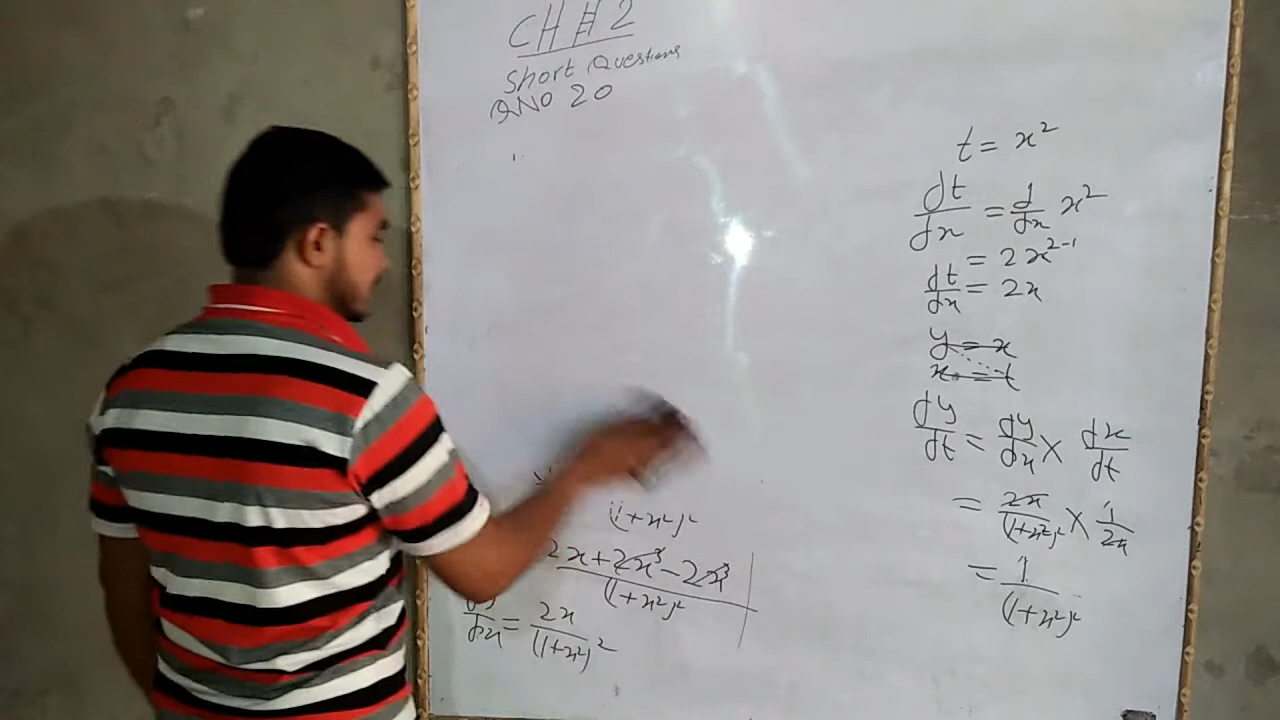 CH # 2
Short Questions
QNO 20
(1+x²)²
2x+2x³-2x³
(1+x²)²
dy/dx = 2x/(1+x²)²
t = x²
dt/dx = d/dx x²
= 2x²⁻¹
dt/dx = 2x
y = x
x = t
dy/dt = dy/dx × dx/dt
= 2x/(1+x²)² × 1/2x
= 1/(1+x²)²